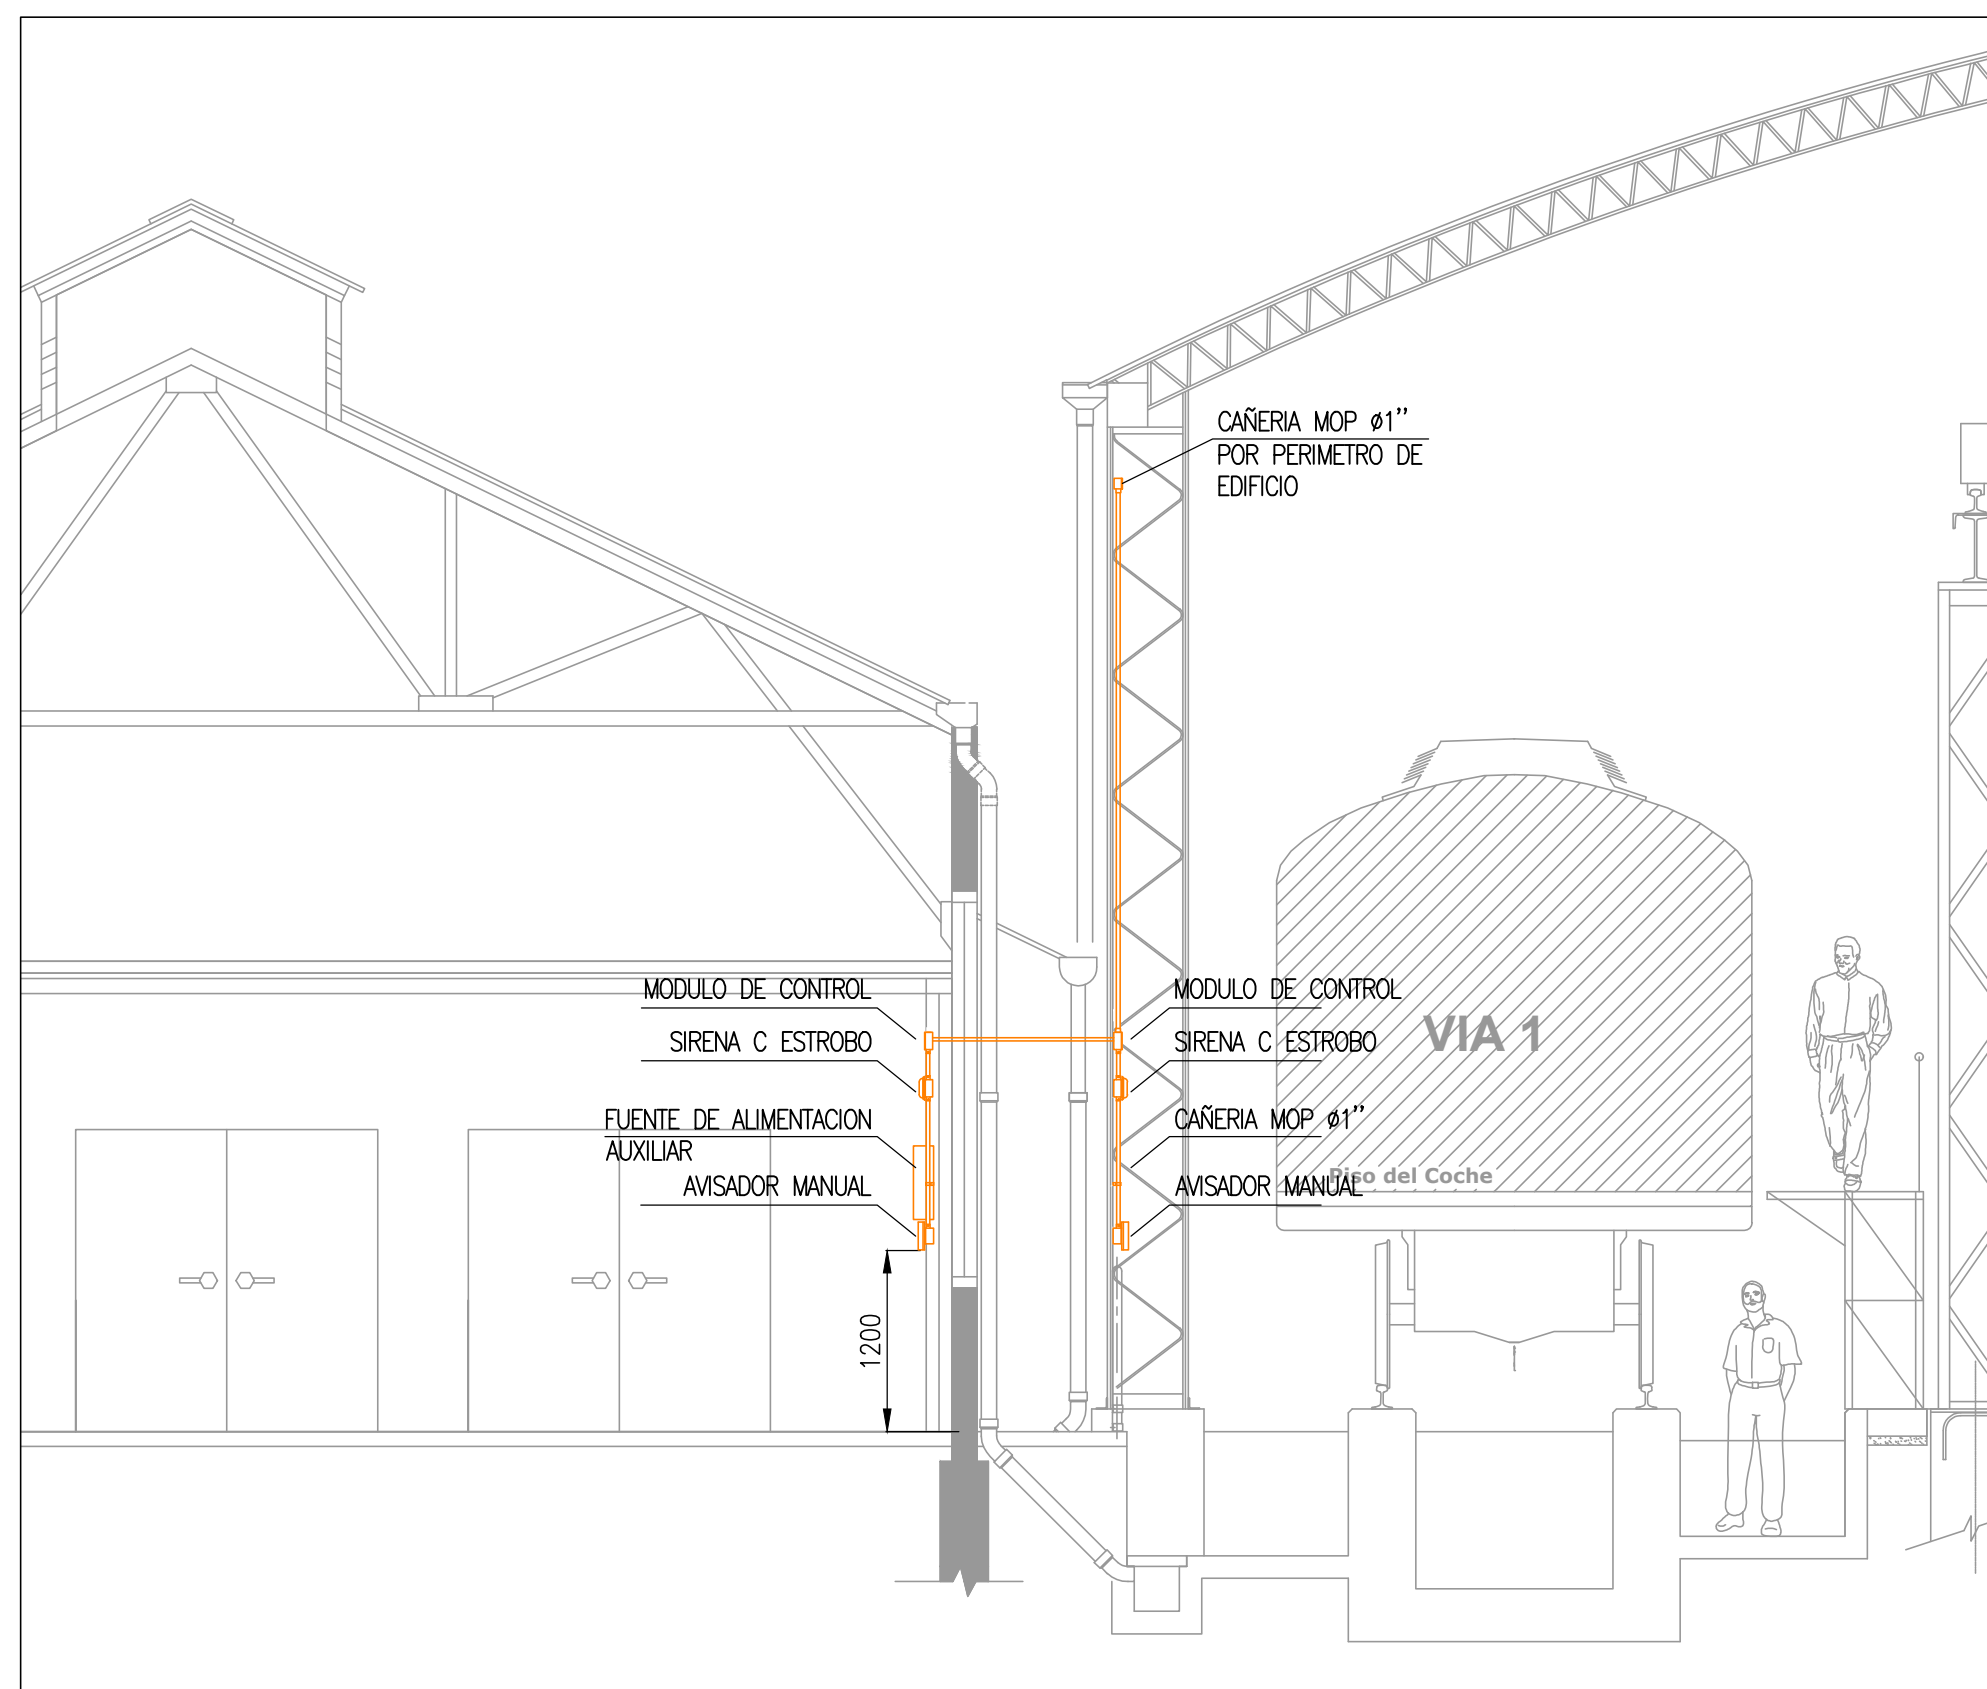 CAÑERIA MOP ø1’’
POR PERIMETRO DE
EDIFICIO
MODULO DE CONTROL
SIRENA C ESTROBO
FUENTE DE ALIMENTACION
AUXILIAR
AVISADOR MANUAL
1200
MODULO DE CONTROL
SIRENA C ESTROBO
CAÑERIA MOP ø1’’
AVISADOR MANUAL
VIA 1
Piso del Coche